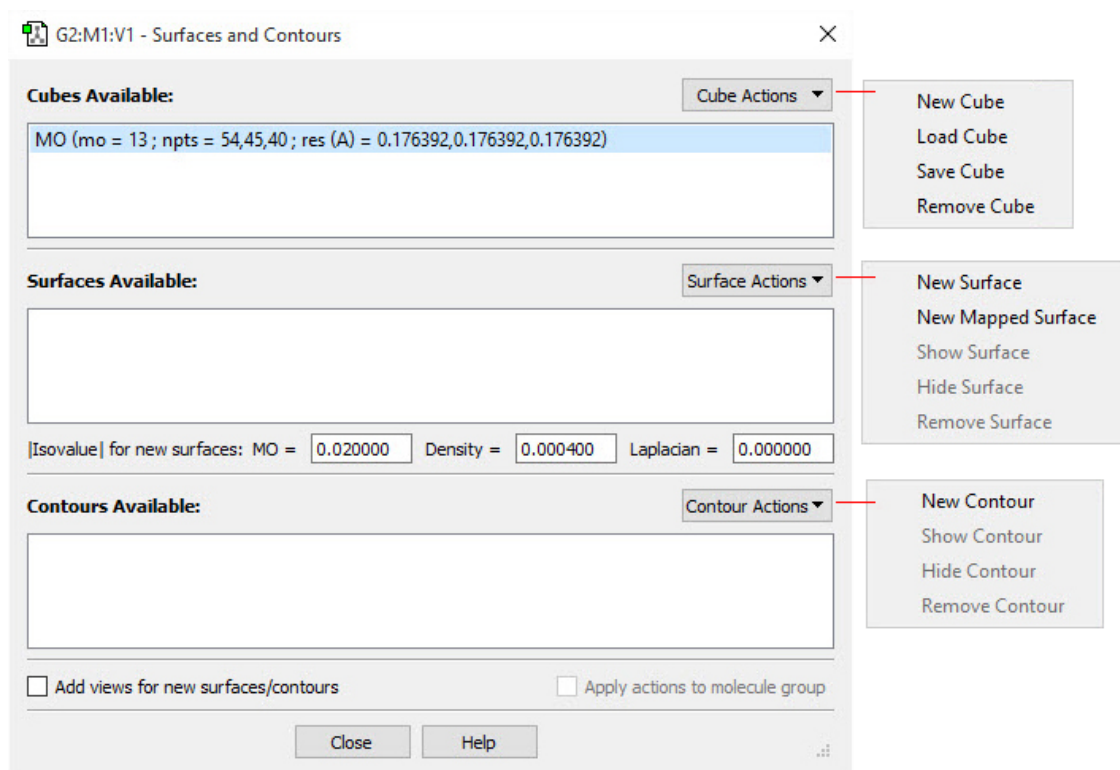 G2:M1:V1 - Surfaces and Contours
Cubes Available:
Cube Actions
MO (mo = 13 ; npts = 54,45,40 ; res (A) = 0.176392,0.176392,0.176392)
New Cube
Load Cube
Save Cube
Remove Cube
Surfaces Available:
Surface Actions
New Surface
New Mapped Surface
Show Surface
Hide Surface
Remove Surface
|Isovalue| for new surfaces: MO = 0.020000 Density = 0.000400 Laplacian = 0.000000
Contours Available:
Contour Actions
New Contour
Show Contour
Hide Contour
Remove Contour
Add views for new surfaces/contours
Apply actions to molecule group
Close
Help